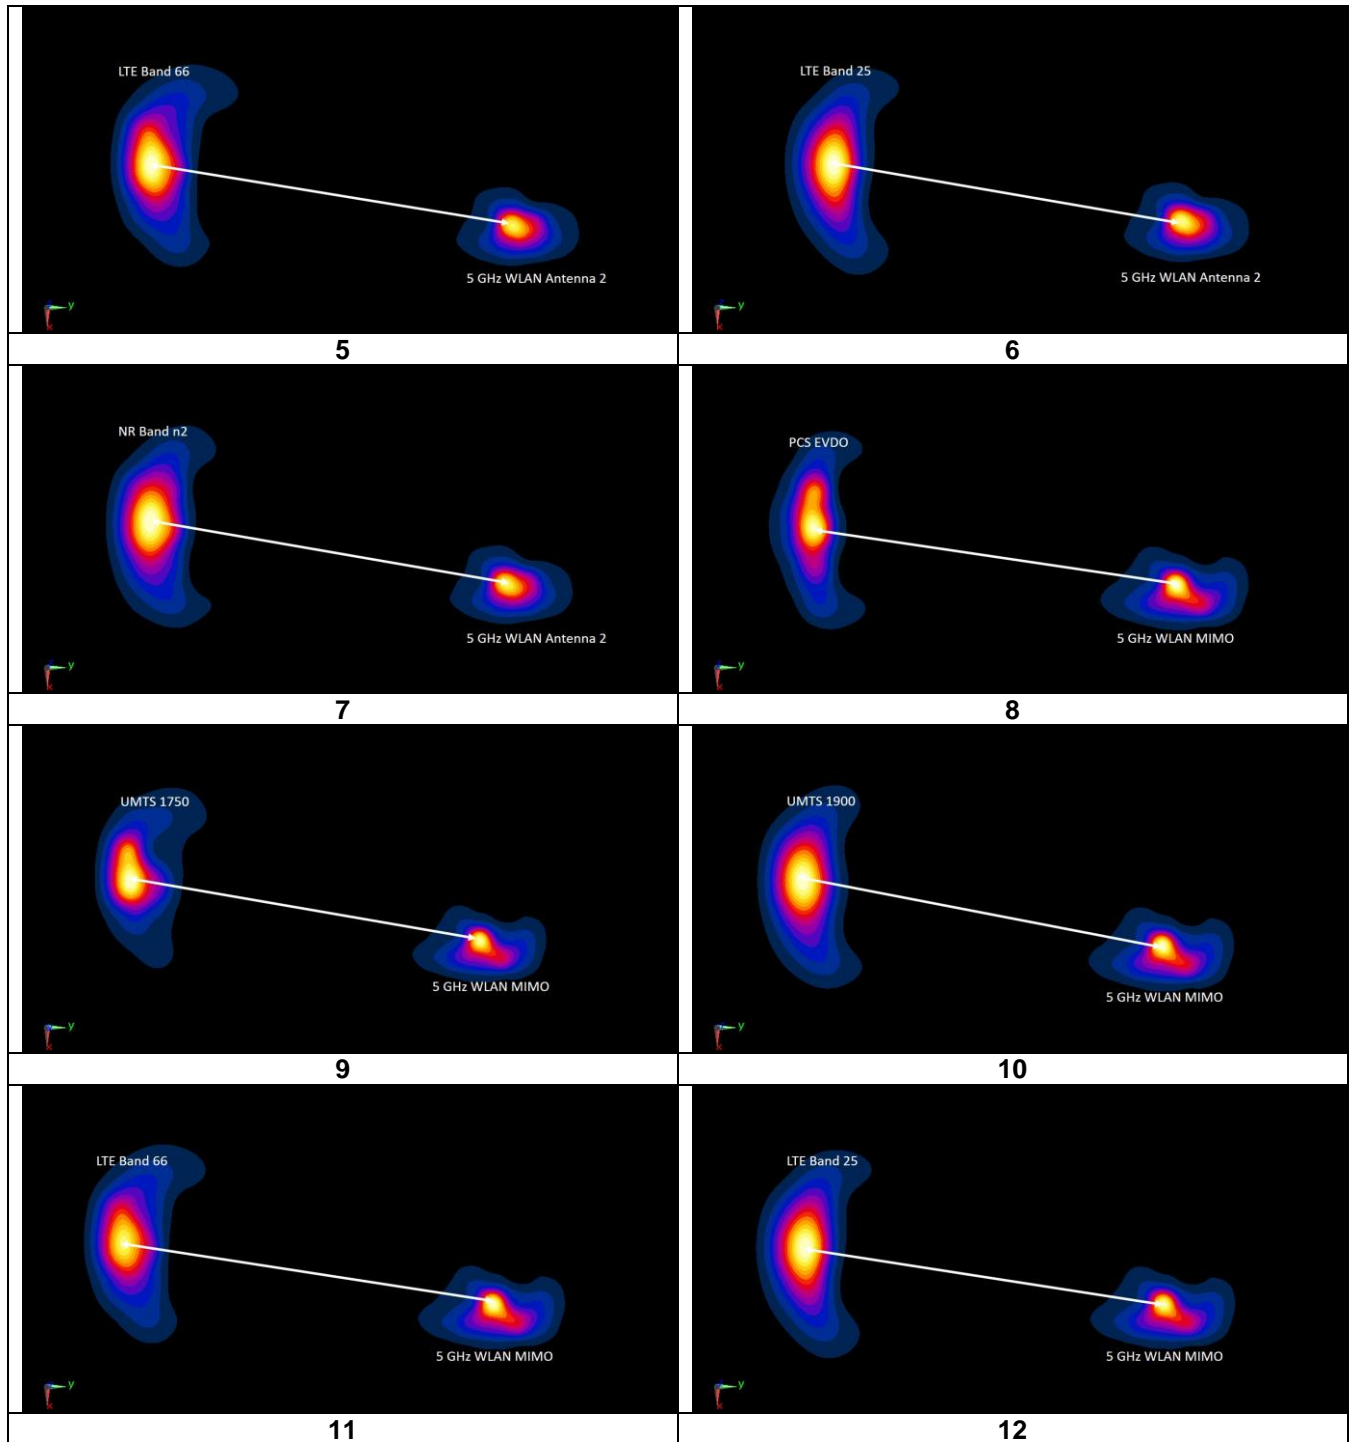 LTE Band 66
5 GHz WLAN Antenna 2
y
x
5
LTE Band 25
5 GHz WLAN Antenna 2
y
x
6
NR Band n2
5 GHz WLAN Antenna 2
y
x
7
PCS EVDO
5 GHz WLAN MIMO
y
x
8
UMTS 1750
5 GHz WLAN MIMO
y
x
9
UMTS 1900
5 GHz WLAN MIMO
y
x
10
LTE Band 66
5 GHz WLAN MIMO
y
x
11
LTE Band 25
5 GHz WLAN MIMO
y
x
12